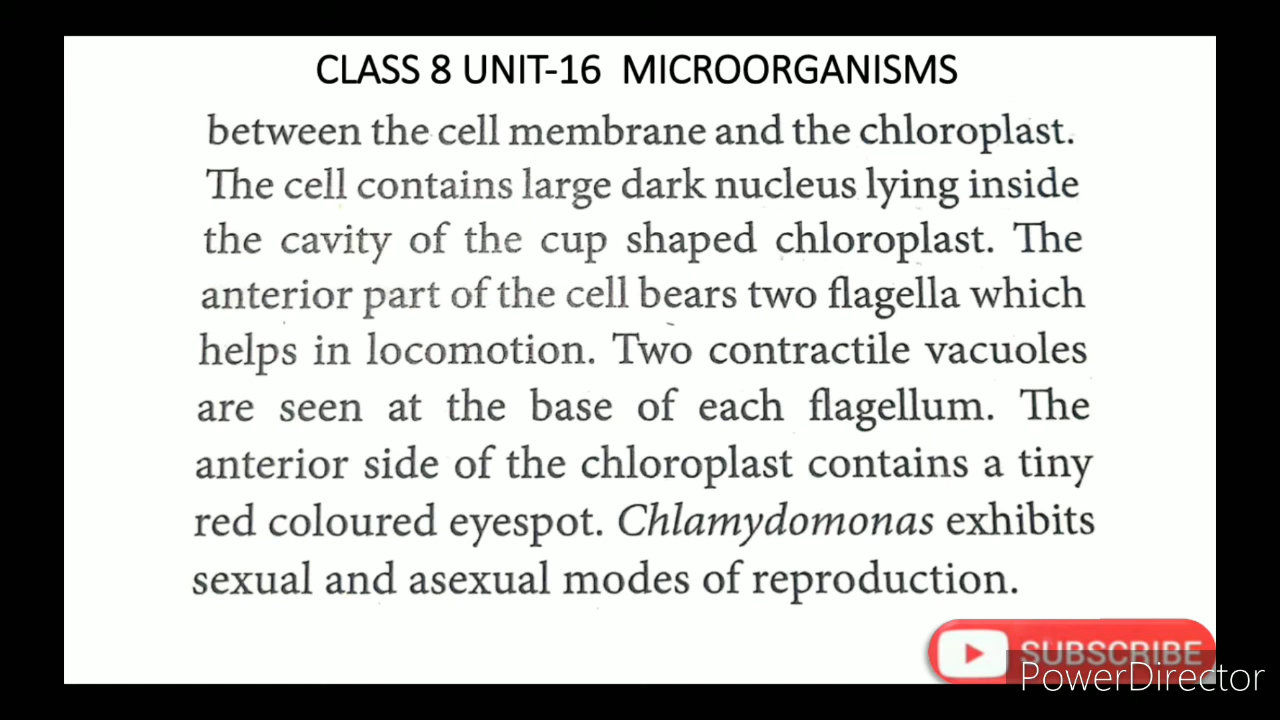 CLASS 8 UNIT-16 MICROORGANISMS
between the cell membrane and the chloroplast.
The cell contains large dark nucleus lying inside
the cavity of the cup shaped chloroplast. The
anterior part of the cell bears two flagella which
helps in locomotion. Two contractile vacuoles
are seen at the base of each flagellum. The
anterior side of the chloroplast contains a tiny
red coloured eyespot. Chlamydomonas exhibits
sexual and asexual modes of reproduction.
SUBSCRIBE
PowerDirector